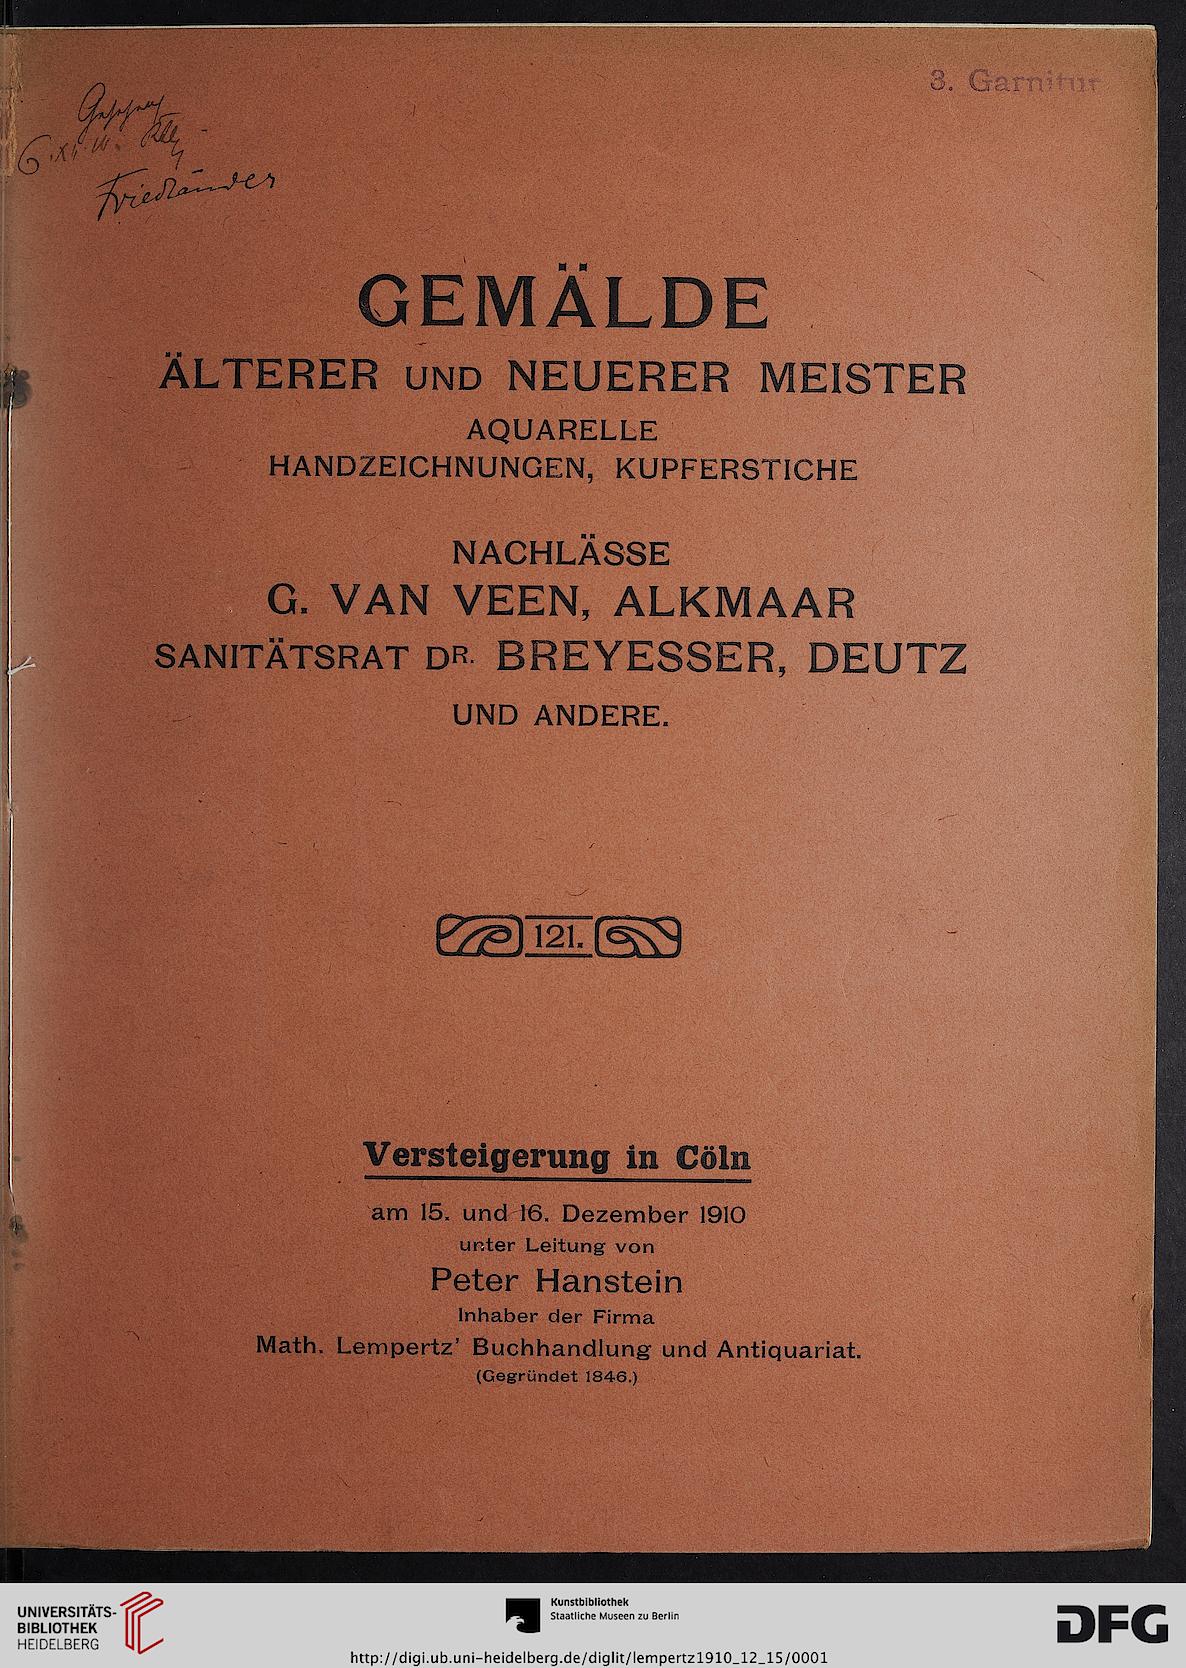 3. Garnitur
Friedländer
GEMÄLDE
ÄLTERER UND NEUERER MEISTER
AQUARELLE
HANDZEICHNUNGEN, KUPFERSTICHE
NACHLÄSSE
G. VAN VEEN, ALKMAAR
SANITÄTSRAT DR. BREYESSER, DEUTZ
UND ANDERE.
121.
Versteigerung in Cöln
am 15. und 16. Dezember 1910
unter Leitung von
Peter Hanstein
Inhaber der Firma
Math. Lempertz' Buchhandlung und Antiquariat.
(Gegründet 1846.)
UNIVERSITÄTS-
BIBLIOTHEK
HEIDELBERG
Kunstbibliothek
Staatliche Museen zu Berlin
DFG
http://digi.ub.uni-heidelberg.de/diglit/lempertz1910_12_15/0001